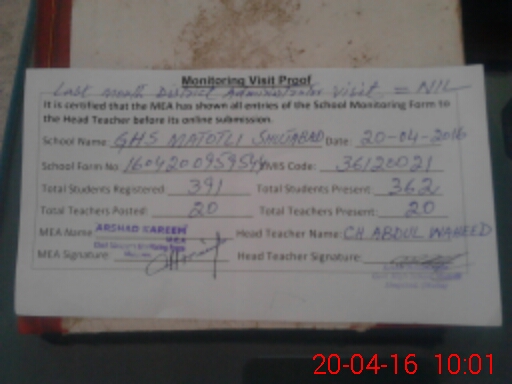 Monitoring Visit Proof
Last month District Administrator visit = NIL
It is certified that the MEA has shown all entries of the School Monitoring Form to
the Head Teacher before its online submission.
School Name: GHS MATOTLI SHUJABAD Date: 20-04-2016
School Form No Code: 36120021
Total Students Registered: 391 Total Students Present: 362
Total Teachers Posted: 20 Total Teachers Present: 20
MEA Name ARSHAD KAREEM Head Teacher Name: CH ABDUL WAHEED
MEA
MEA Signature: Head Teacher Signature:
20-04-16 10:01